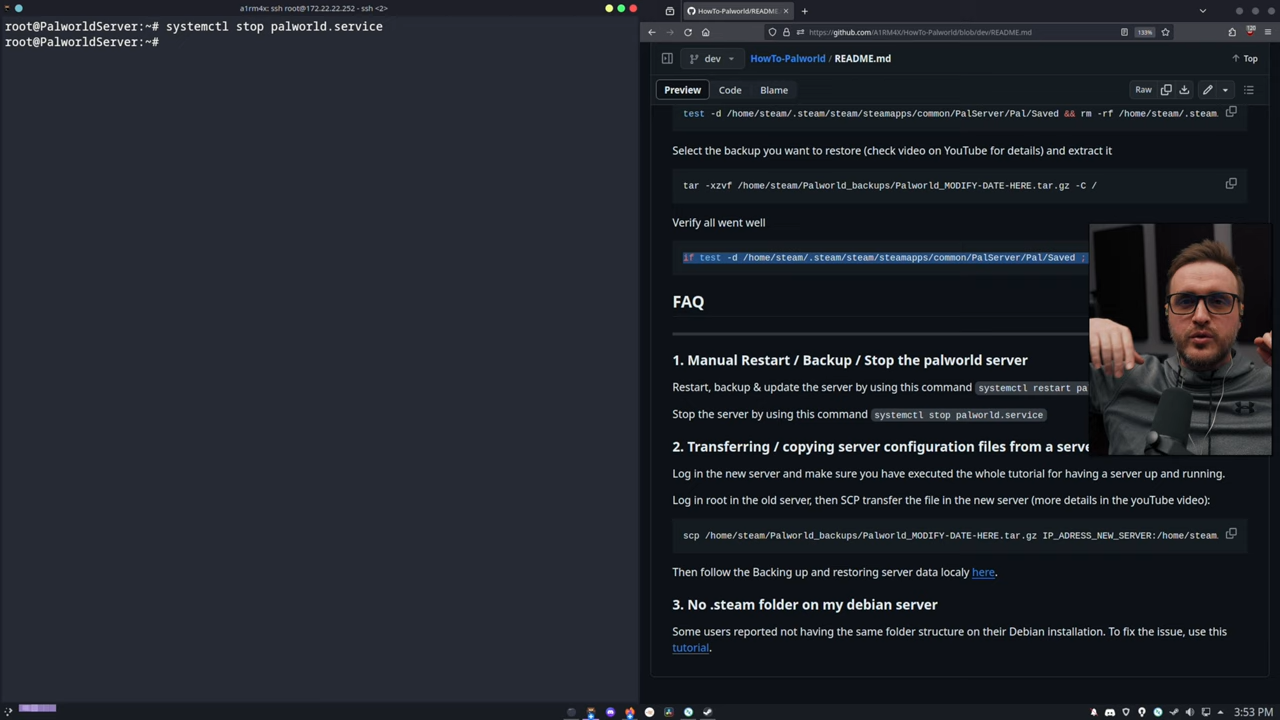 a1rm4x: ssh root@172.22.22.252 - ssh <2>
root@PalworldServer:~# systemctl stop palworld.service
root@PalworldServer:~#
HowTo-Palworld/README.m
https://github.com/A1RM4X/HowTo-Palworld/blob/dev/README.md
133%
dev
HowTo-Palworld / README.md
Top
Preview
Code
Blame
Raw
test -d /home/steam/.steam/steam/steamapps/common/PalServer/Pal/Saved && rm -rf /home/steam/.steam.
Select the backup you want to restore (check video on YouTube for details) and extract it
tar -xzvf /home/steam/Palworld_backups/Palworld_MODIFY-DATE-HERE.tar.gz -C /
Verify all went well
if test -d /home/steam/.steam/steam/steamapps/common/PalServer/Pal/Saved ;
FAQ
1. Manual Restart / Backup / Stop the palworld server
Restart, backup & update the server by using this command systemctl restart pa
Stop the server by using this command systemctl stop palworld.service
2. Transferring / copying server configuration files from a serve
Log in the new server and make sure you have executed the whole tutorial for having a server up and running.
Log in root in the old server, then SCP transfer the file in the new server (more details in the youTube video):
scp /home/steam/Palworld_backups/Palworld_MODIFY-DATE-HERE.tar.gz IP_ADRESS_NEW_SERVER:/home/steam.
Then follow the Backing up and restoring server data localy here.
3. No .steam folder on my debian server
Some users reported not having the same folder structure on their Debian installation. To fix the issue, use this
tutorial.
3:53 PM